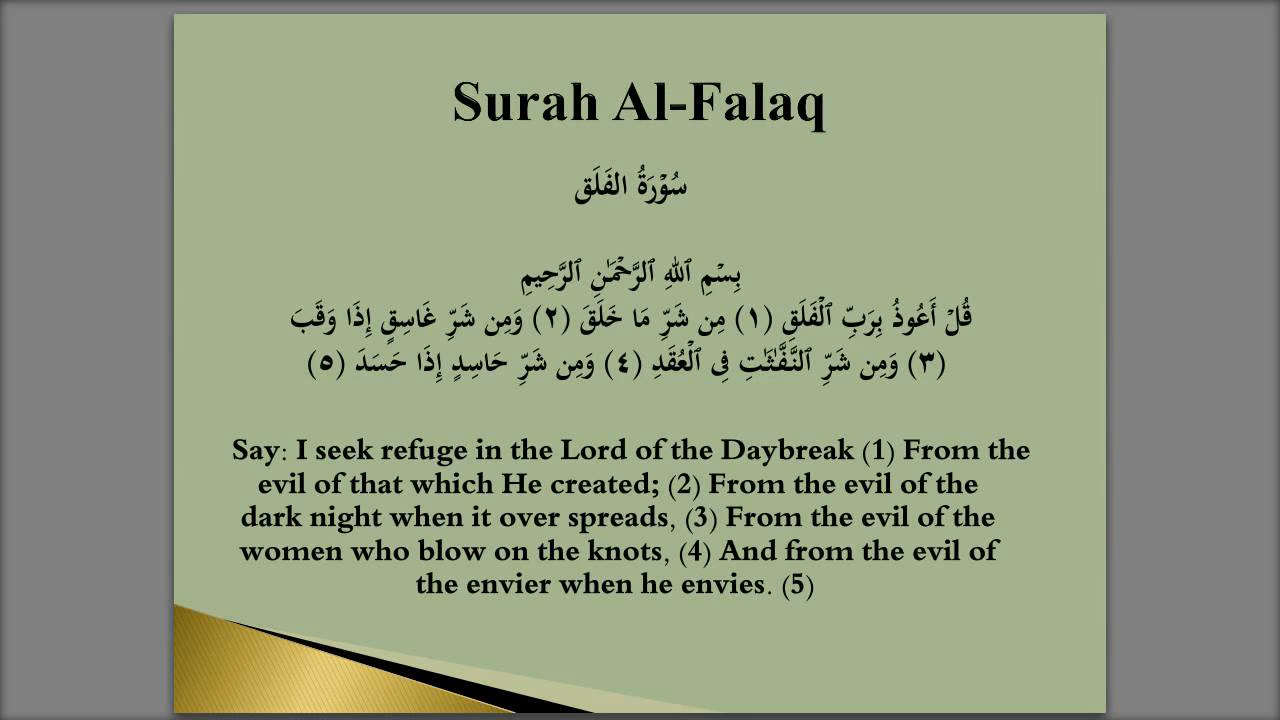 Surah Al-Falaq
سُوۡرَةُ الفَلَق
بِسۡمِ ٱللهِ ٱلرَّحۡمَـٰنِ ٱلرَّحِيمِ
قُلۡ أَعُوذُ بِرَبِّ ٱلۡفَلَقِ (١) مِن شَرِّ مَا خَلَقَ (٢) وَمِن شَرِّ غَاسِقٍ إِذَا وَقَبَ
(٣) وَمِن شَرِّ ٱلنَّفَّـٰثَـٰتِ فِى ٱلۡعُقَدِ (٤) وَمِن شَرِّ حَاسِدٍ إِذَا حَسَدَ (٥)
Say: I seek refuge in the Lord of the Daybreak (1) From the
evil of that which He created; (2) From the evil of the
dark night when it over spreads, (3) From the evil of the
women who blow on the knots, (4) And from the evil of
the envier when he envies. (5)